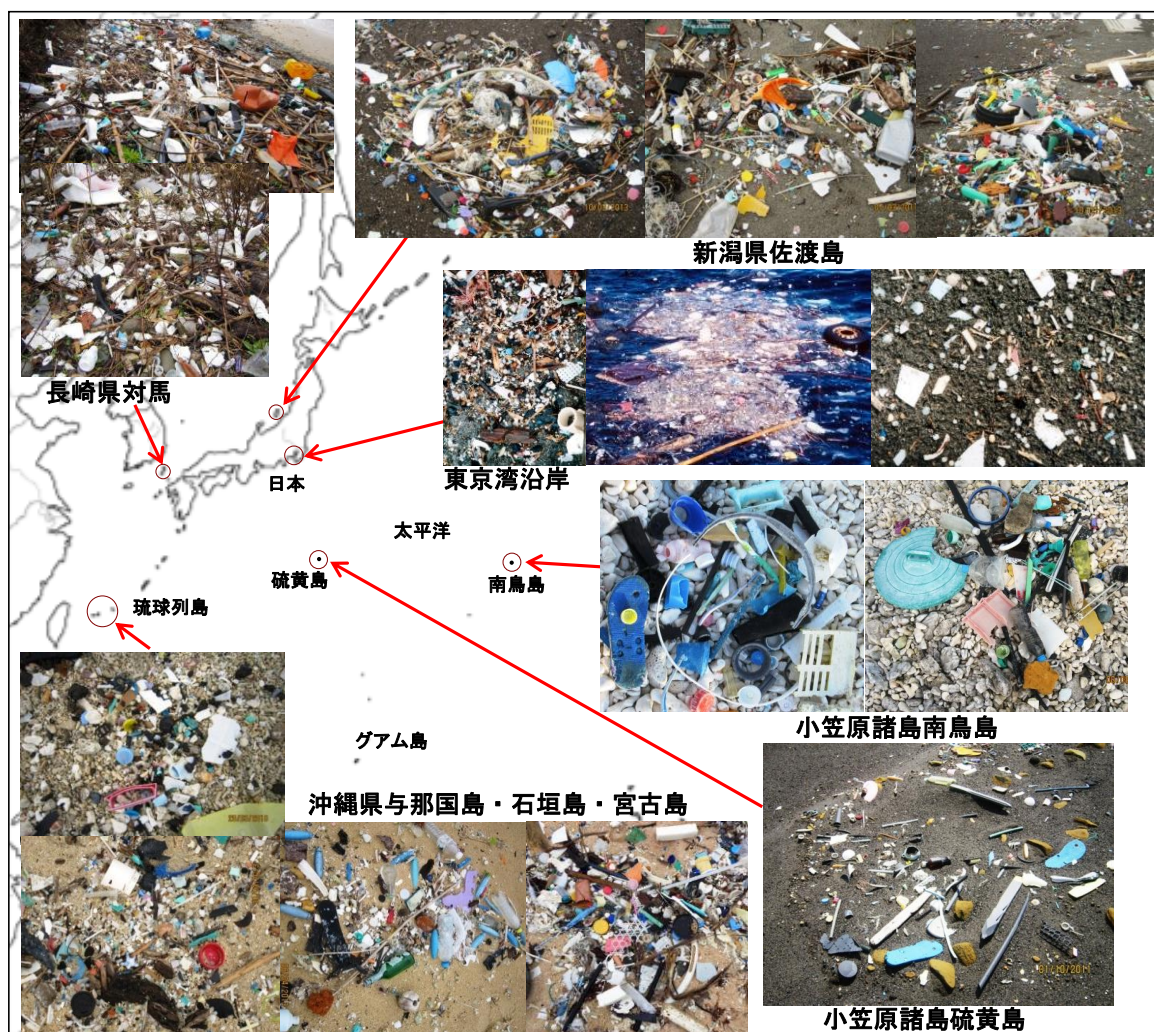 新潟県佐渡島
長崎県対馬
東京湾沿岸
日本
太平洋
硫黄島
南鳥島
琉球列島
小笠原諸島南鳥島
グアム島
沖縄県与那国島・石垣島・宮古島
小笠原諸島硫黄島
31/10/2011